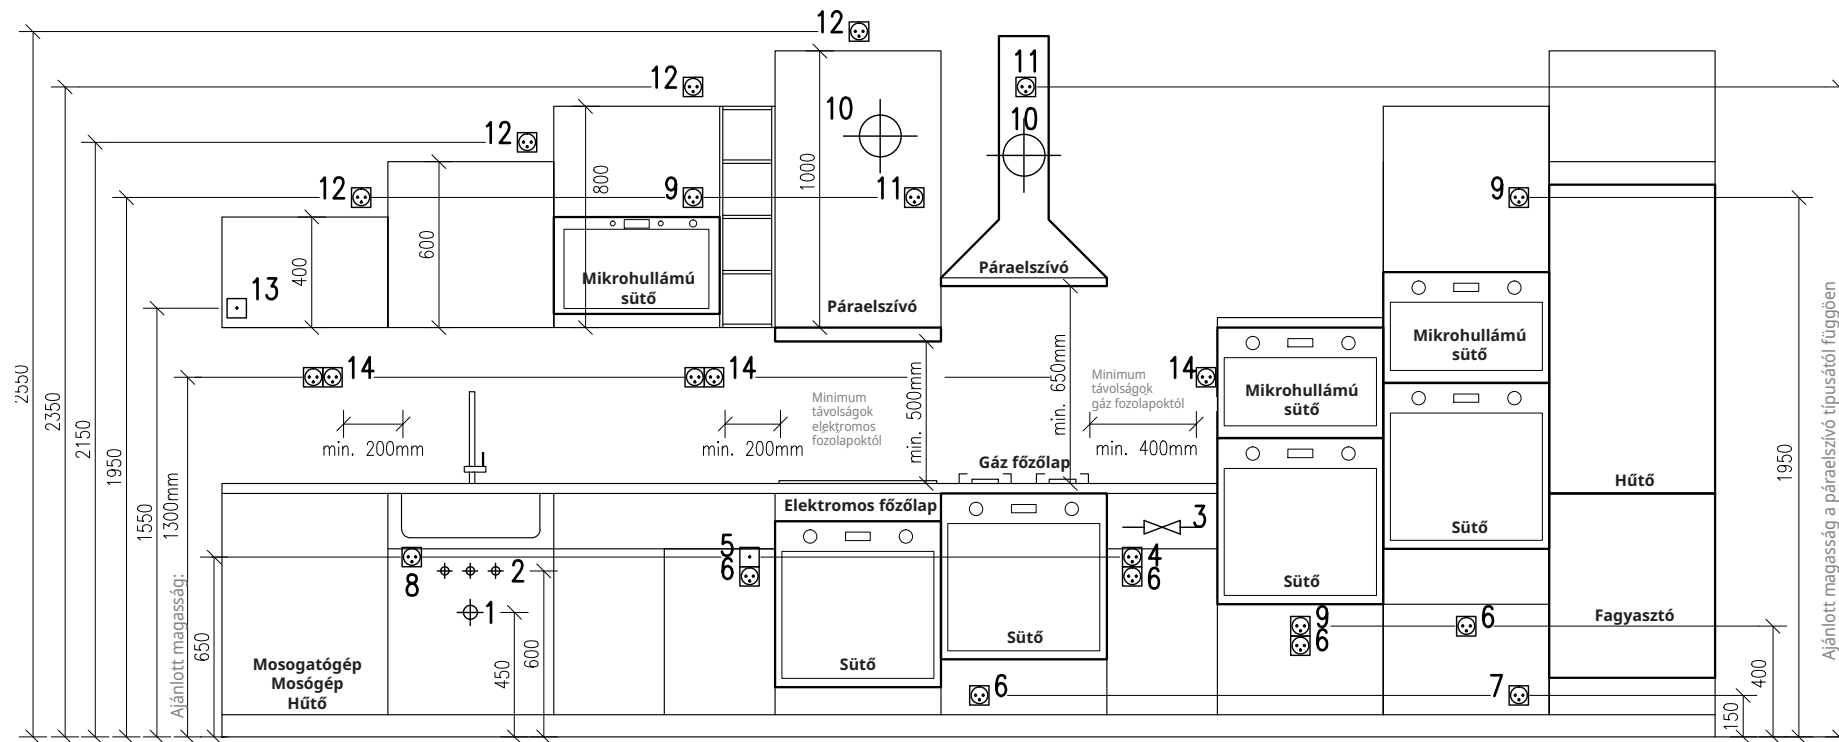 12
11
12
10
10
12
800
1000
12
9
11
9
600
400
Mikrohullámú
sütő
Páraelszívó
13
Páraelszívó
2550
2350
2150
1950
1550
1300mm
Ajánlott magasság:
14
14
Minimum
távolságok
elektromos
fozolapoktól
min. 500mm
min. 650mm
Minimum
távolságok
gáz fozolapoktól
14
Mikrohullámú
sütő
Mikrohullámú
sütő
min. 200mm
min. 200mm
min. 400mm
Gáz főzőlap
Elektromos főzőlap
3
Sütő
Hűtő
1950
Ajánlott magasság a páraelszívó típusától függöen
8
2
1
5
6
4
6
Sütő
9
6
6
Fagyasztó
Sütő
Sütő
650
450
600
Mosogatógép
Mosógép
Hűtő
6
7
400
150